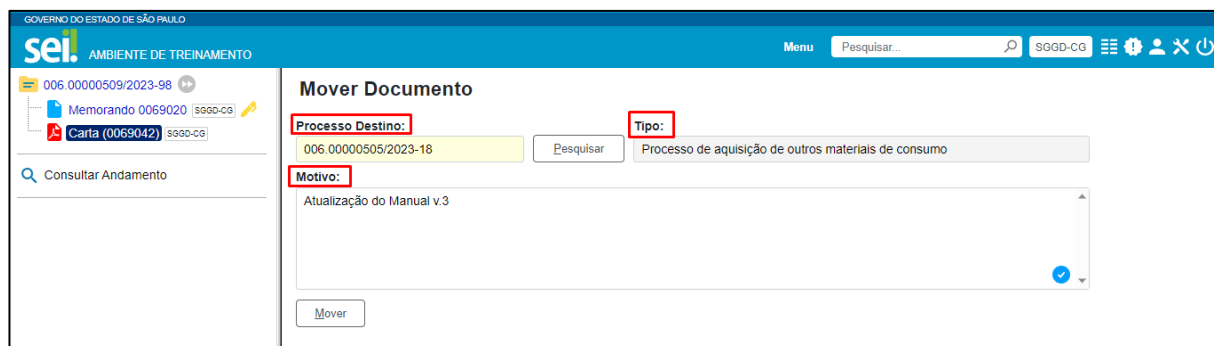 GOVERNO DO ESTADO DE SÃO PAULO
sei! AMBIENTE DE TREINAMENTO
Menu Pesquisar... SGGD-CG
006.00000509/2023-98
Memorando 0069020 SGGD-CG
Carta (0069042) SGGD-CG
Consultar Andamento
Mover Documento
Processo Destino: Tipo:
006.00000505/2023-18 Pesquisar Processo de aquisição de outros materiais de consumo
Motivo:
Atualização do Manual v.3
Mover